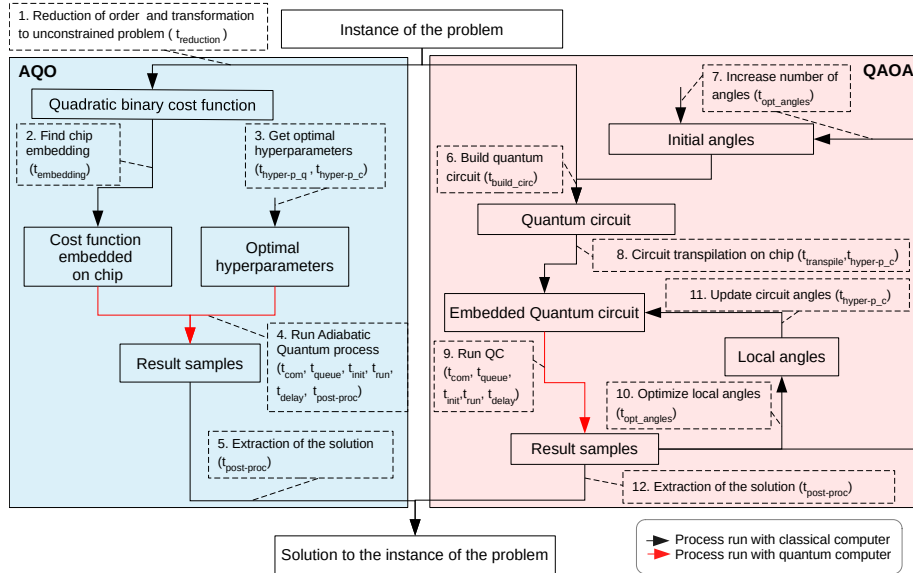 1. Reduction of order and transformation
to unconstrained problem ( t_reduction )
Instance of the problem
AQO
QAOA
Quadratic binary cost function
7. Increase number of
angles (t_opt_angles)
2. Find chip
embedding
(t_embedding)
3. Get optimal
hyperparameters
(t_hyper-p_q , t_hyper-p_c)
Initial angles
6. Build quantum
circuit (t_build_circ)
Quantum circuit
Cost function
embedded
on chip
Optimal
hyperparameters
8. Circuit transpilation on chip (t_transpile,t_hyper-p_c)
11. Update circuit angles (t_hyper-p_c)
Embedded Quantum circuit
4. Run Adiabatic
Quantum process
(t_com, t_queue, t_init, t_run,
t_delay, t_post-proc)
Result samples
9. Run QC
(t_com, t_queue,
t_init,t_run, t_delay)
Local angles
10. Optimize local angles
(t_opt_angles)
5. Extraction of the solution
(t_post-proc)
Result samples
12. Extraction of the solution (t_post-proc)
Solution to the instance of the problem
Process run with classical computer
Process run with quantum computer